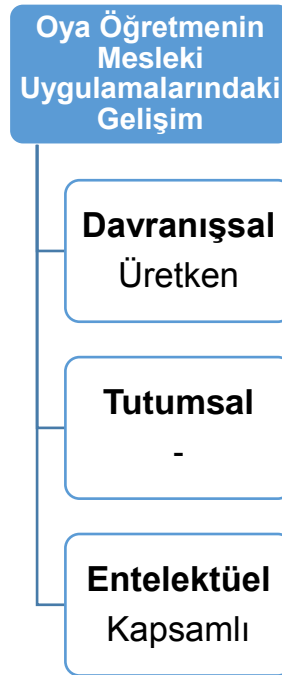 Oya Öğretmenin
Mesleki
Uygulamalarındaki
Gelişim
Davranışsal
Üretken
Tutumsal
-
Entelektüel
Kapsamlı